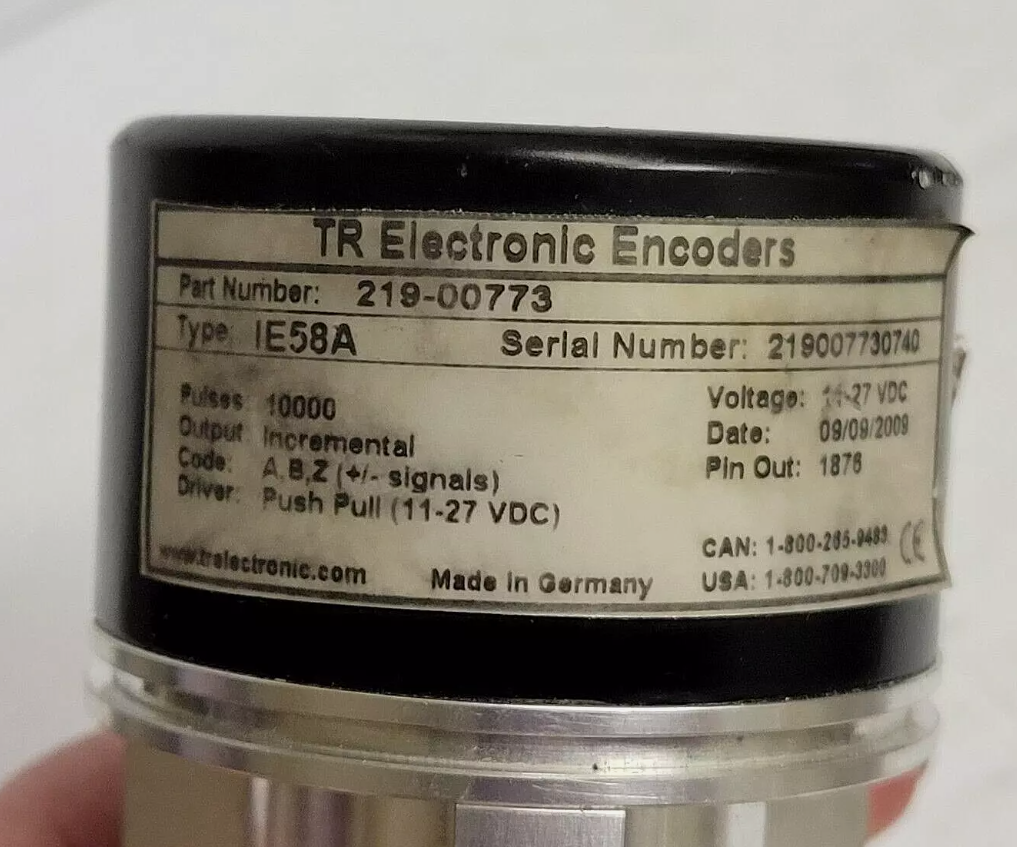 TR Electronic Encoders
Part Number: 219-00773
Type: IE58A Serial Number: 219007730740
Pulses 10000 Voltage: 11-27 VDC
Output Incremental Date: 09/09/2009
Code: A,B,Z (+/- signals) Pin Out: 1876
Driver: Push Pull (11-27 VDC)
CAN: 1-800-265-9483 CE
www.trelectronic.com Made in Germany USA: 1-800-709-3300